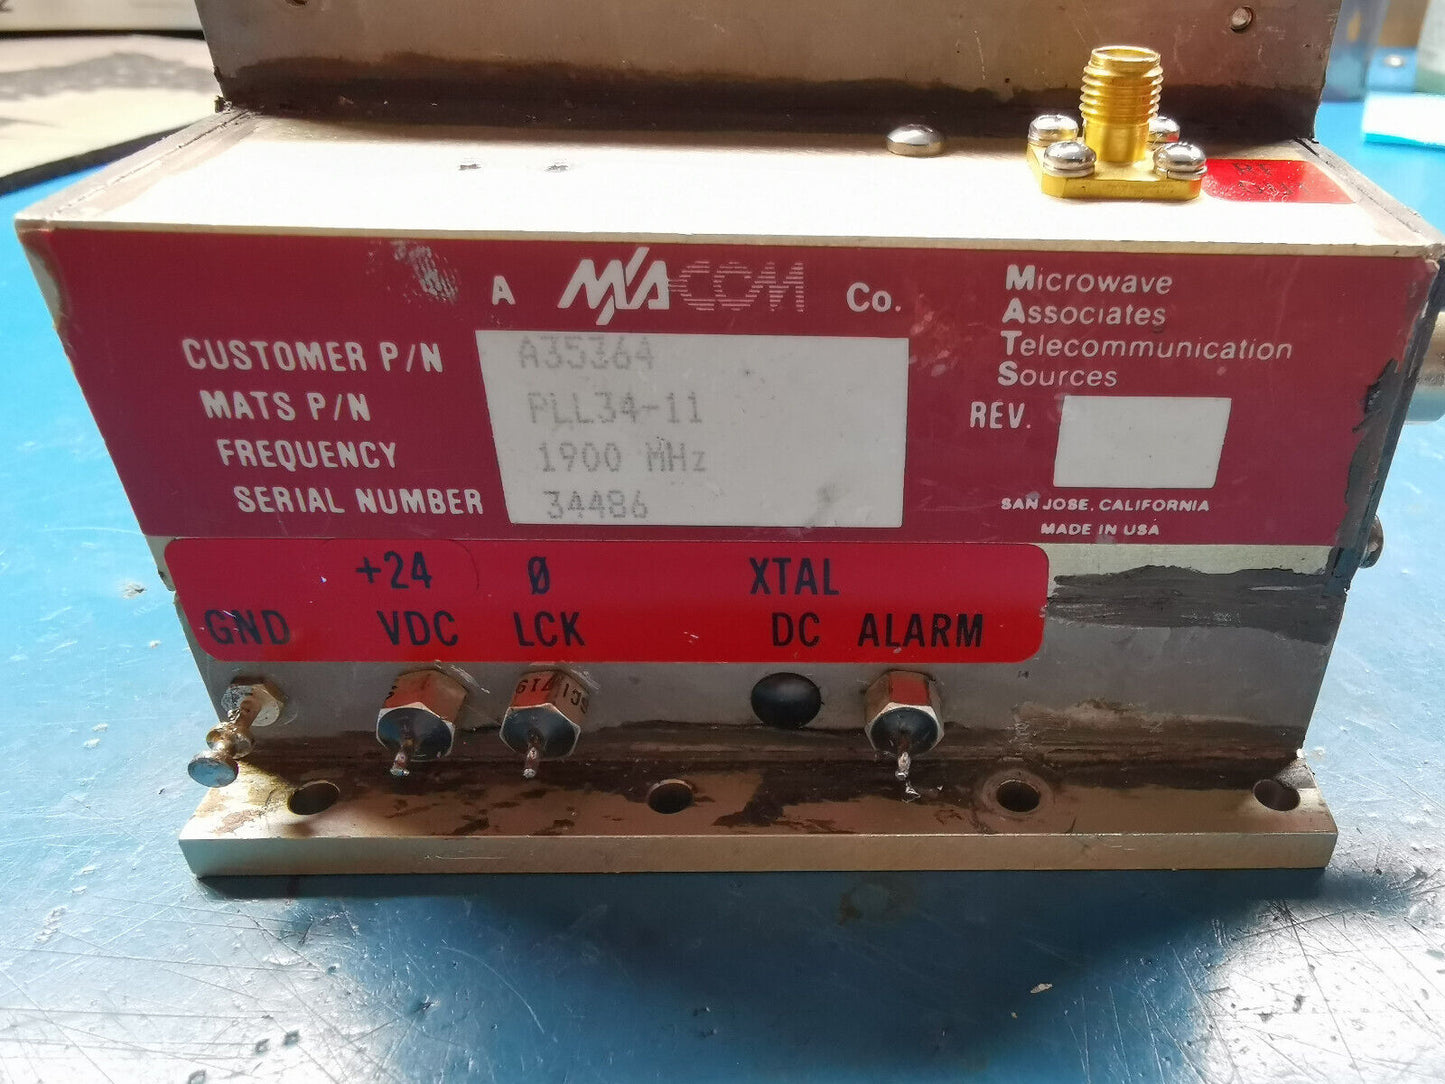 RF
A M/A COM Co.
Microwave
Associates
Telecommunication
Sources
CUSTOMER P/N A35364
MATS P/N PLL34-11
FREQUENCY 1900 MHz
SERIAL NUMBER 34486
REV.
SAN JOSE, CALIFORNIA
MADE IN USA
+24 Ø XTAL
GND VDC LCK DC ALARM